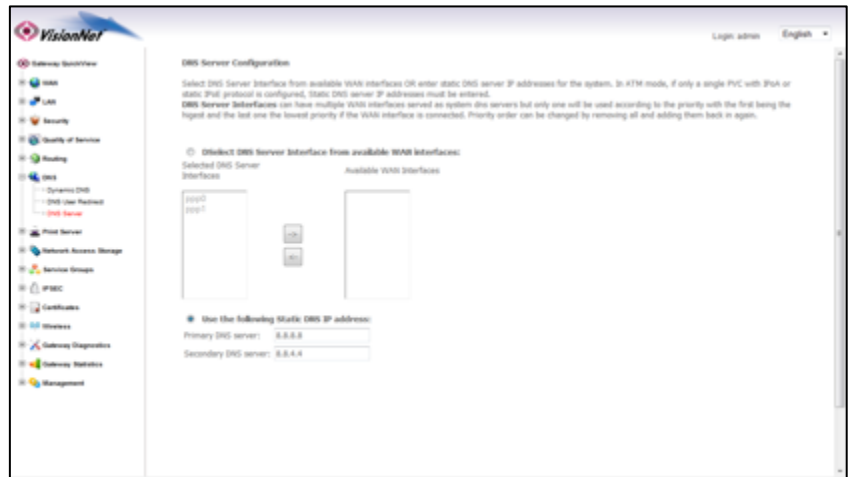 VisionNet
Login: admin
English
Gateway QuickView
WAN
LAN
Security
Quality of Service
Routing
DNS
Dynamic DNS
DNS User Redirect
DNS Server
Print Server
Network Access Storage
Service Groups
IPSEC
Certificates
Wireless
Gateway Diagnostics
Gateway Statistics
Management
DNS Server Configuration
Select DNS Server Interface from available WAN interfaces OR enter static DNS server IP addresses for the system. In ATM mode, if only a single PVC with IPoA or
static IPoE protocol is configured, Static DNS server IP addresses must be entered.
DNS Server Interfaces can have multiple WAN interfaces served as system dns servers but only one will be used according to the priority with the first being the
higest and the last one the lowest priority if the WAN interface is connected. Priority order can be changed by removing all and adding them back in again.
DSelect DNS Server Interface from available WAN interfaces:
Selected DNS Server
Interfaces
Available WAN Interfaces
ppp0
->
<-
Use the following Static DNS IP address:
Primary DNS server: 8.8.8.8
Secondary DNS server: 8.8.4.4